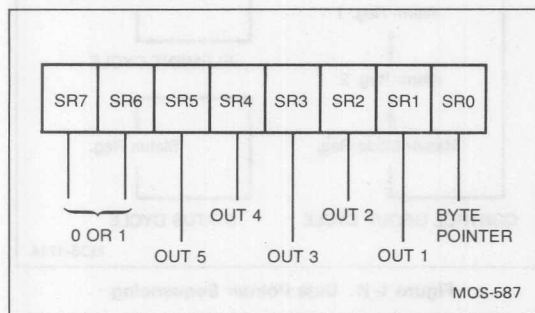 SR7 SR6 SR5 SR4 SR3 SR2 SR1 SR0
OUT 4 OUT 2 BYTE
0 OR 1 POINTER
OUT 5 OUT 3 OUT 1
MOS-587